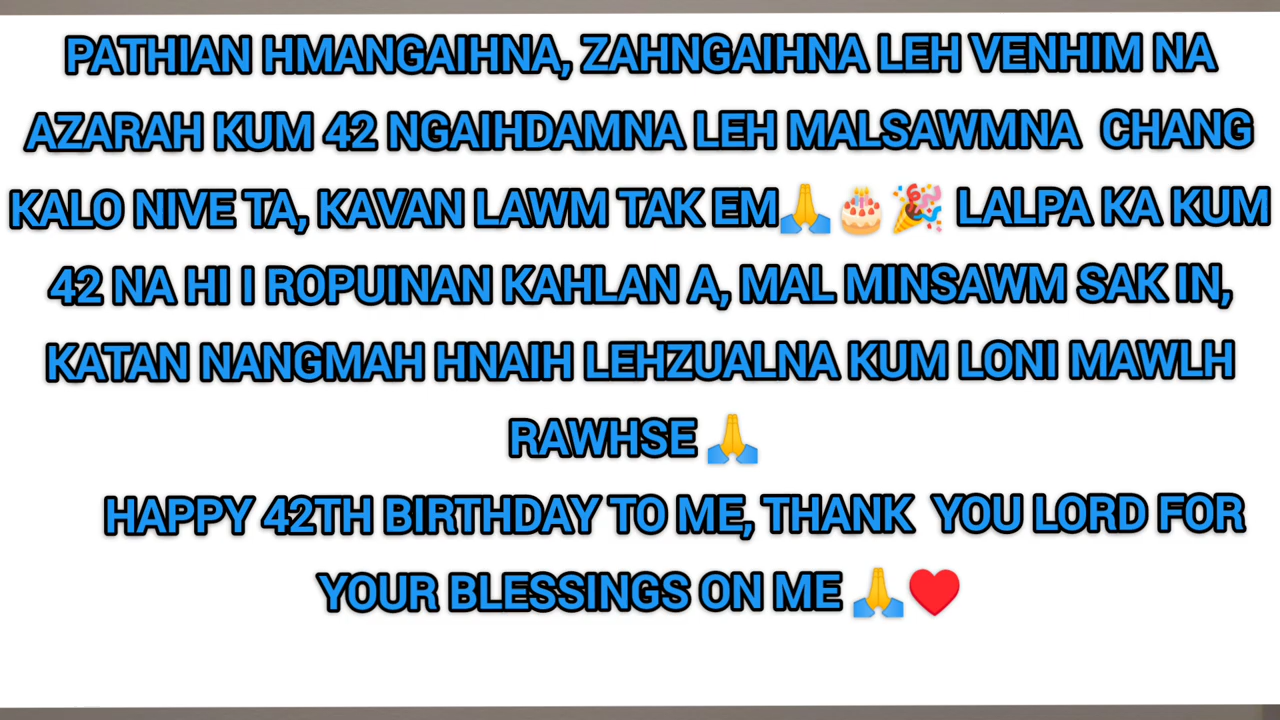 PATHIAN HMANGAIHNA, ZAHNGAIHNA LEH VENHIM NA
AZARAH KUM 42 NGAIHDAMNA LEH MALSAWMNA CHANG
KALO NIVE TA, KAVAN LAWM TAK EM🙏🎂🎉 LALPA KA KUM
42 NA HI I ROPUINAN KAHLAN A, MAL MINSAWM SAK IN,
KATAN NANGMAH HNAIH LEHZUALNA KUM LONI MAWLH
RAWHSE 🙏
HAPPY 42TH BIRTHDAY TO ME, THANK YOU LORD FOR
YOUR BLESSINGS ON ME 🙏♥️